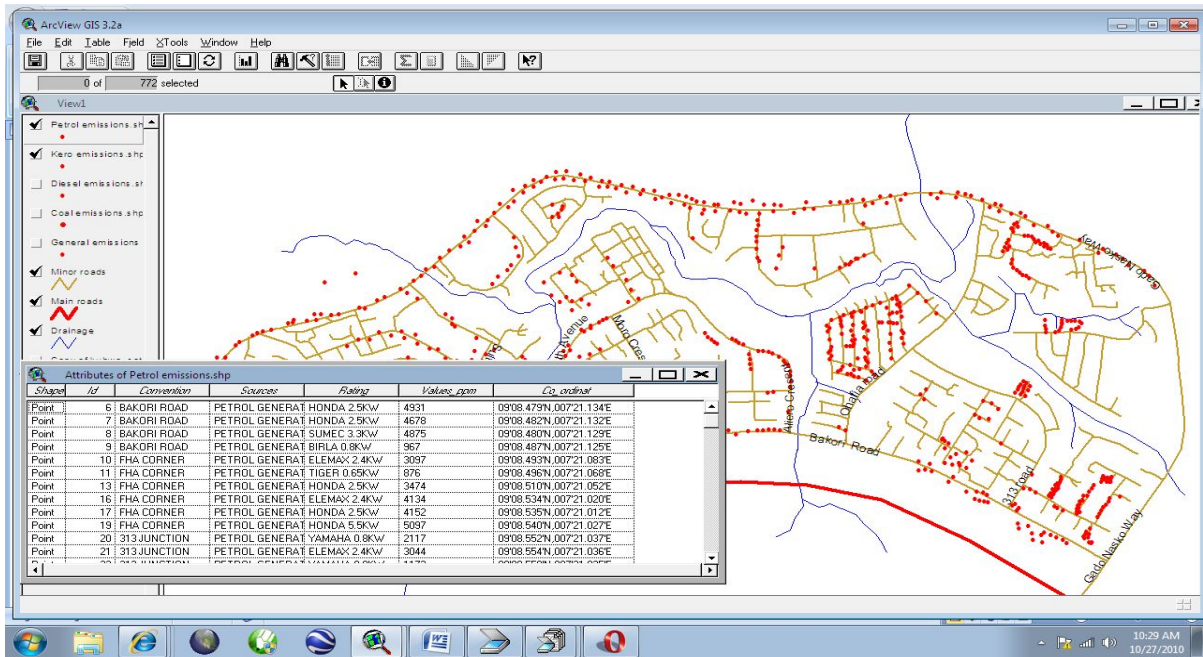 ArcView GIS 3.2a
File Edit Table Field XTools Window Help
0 of 772 selected
View1
Petrol emissions.sh
Kero emissions.shp
Diesel emissions.sh
Coal emissions.shp
General emissions
Minor roads
Main roads
Drainage
Gado Nasko Way
Avenue
Moro Cres
Aliero Cres
Ohafia road
Bakori Road
313 road
Gado Nasko Way
Attributes of Petrol emissions.shp
Shape Id Convention Sources Rating Values_ppm Co_ordinat
Point 6 BAKORI ROAD PETROL GENERAT HONDA 2.5KW 4931 09'08.479'N,007'21.134'E
Point 7 BAKORI ROAD PETROL GENERAT HONDA 2.5KW 4678 09'08.482'N,007'21.132'E
Point 8 BAKORI ROAD PETROL GENERAT SUMEC 3.3KW 4875 09'08.480'N,007'21.129'E
Point 9 BAKORI ROAD PETROL GENERAT BIRLA 0.8KW 967 09'08.487'N,007'21.125'E
Point 10 FHA CORNER PETROL GENERAT ELEMAX 2.4KW 3097 09'08.493'N,007'21.083'E
Point 11 FHA CORNER PETROL GENERAT TIGER 0.65KW 876 09'08.496'N,007'21.068'E
Point 13 FHA CORNER PETROL GENERAT HONDA 2.5KW 3474 09'08.510'N,007'21.052'E
Point 16 FHA CORNER PETROL GENERAT ELEMAX 2.4KW 4134 09'08.534'N,007'21.020'E
Point 17 FHA CORNER PETROL GENERAT HONDA 2.5KW 4152 09'08.535'N,007'21.012'E
Point 19 FHA CORNER PETROL GENERAT HONDA 5.5KW 5097 09'08.540'N,007'21.027'E
Point 20 313 JUNCTION PETROL GENERAT YAMAHA 0.8KW 2117 09'08.552'N,007'21.037'E
Point 21 313 JUNCTION PETROL GENERAT ELEMAX 2.4KW 3044 09'08.554'N,007'21.036'E
10:29 AM
10/27/2010